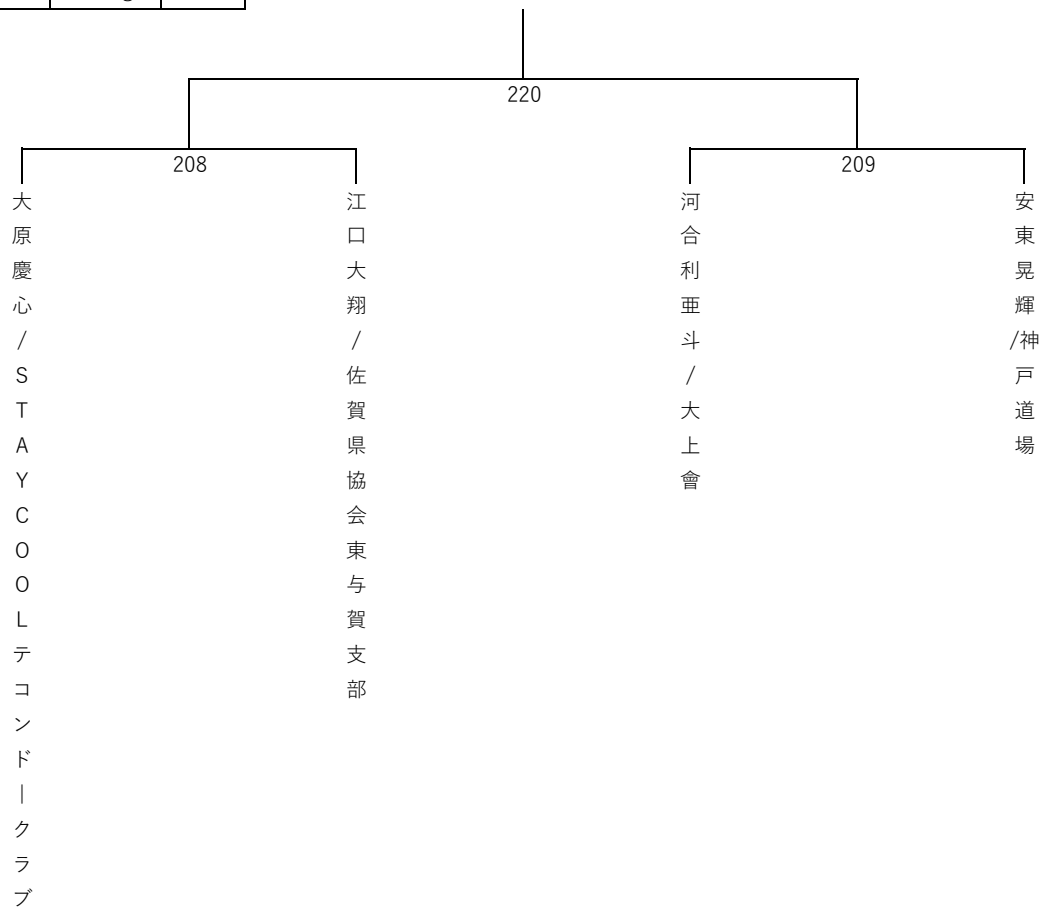 220
208
209
大原慶心/STAYCOOLテコンドークラブ
江口大翔/佐賀県協会東与賀支部
河合利亜斗/大上會
安東晃輝/神戸道場